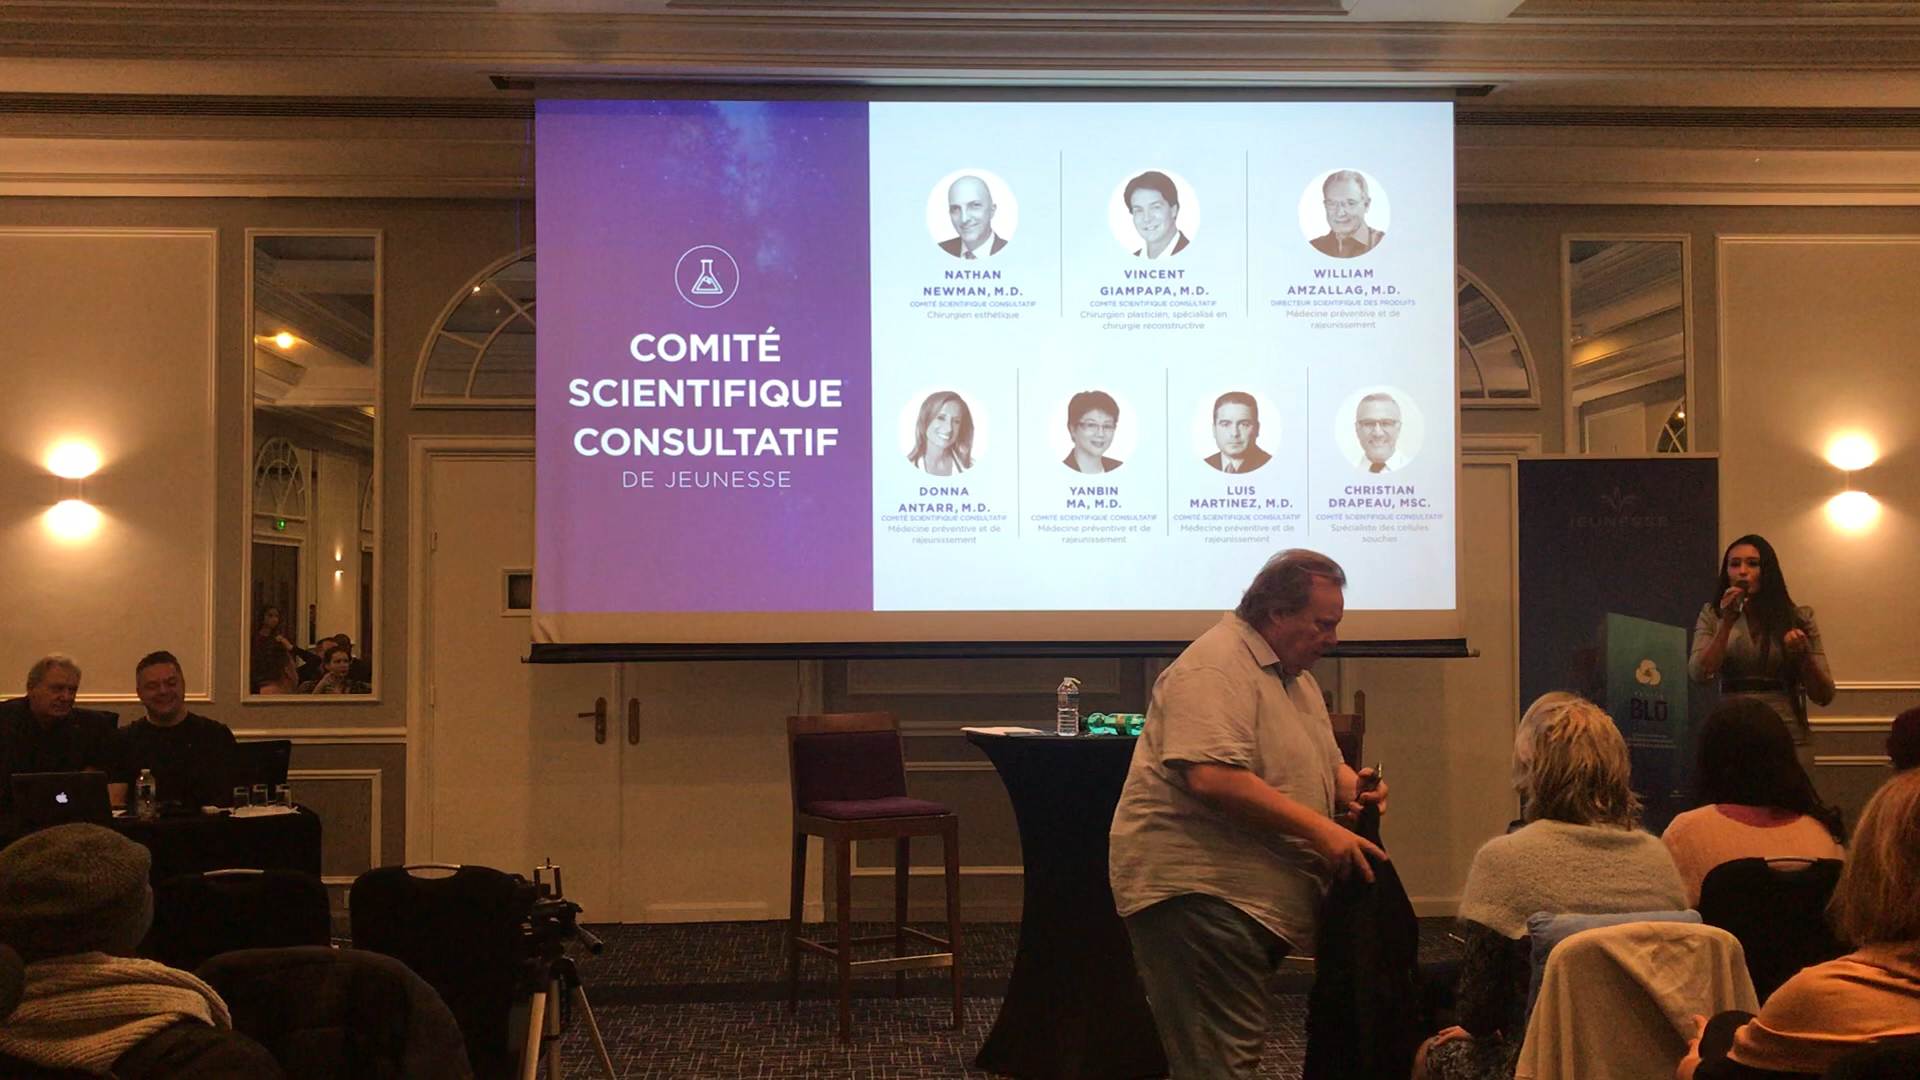 COMITÉ
SCIENTIFIQUE
CONSULTATIF
DE JEUNESSE
NATHAN
NEWMAN, M.D.
COMITÉ SCIENTIFIQUE CONSULTATIF
Chirurgien esthétique
VINCENT
GIAMPAPA, M.D.
COMITÉ SCIENTIFIQUE CONSULTATIF
Chirurgien plasticien, spécialisé en
chirurgie réconstructive
WILLIAM
AMZALLAG, M.D.
DIRECTEUR SCIENTIFIQUE DES PRODUITS
Médecine préventive et de
rajeunissement
DONNA
ANTARR, M.D.
COMITÉ SCIENTIFIQUE CONSULTATIF
Médecine préventive et de
rajeunissement
YANBIN
MA, M.D.
COMITÉ SCIENTIFIQUE CONSULTATIF
Médecine préventive et de
rajeunissement
LUIS
MARTINEZ, M.D.
COMITÉ SCIENTIFIQUE CONSULTATIF
Médecine préventive et de
rajeunissement
CHRISTIAN
DRAPEAU, MSC.
COMITÉ SCIENTIFIQUE CONSULTATIF
Spécialiste des cellules
souches
JEUNESSE
BLŪ